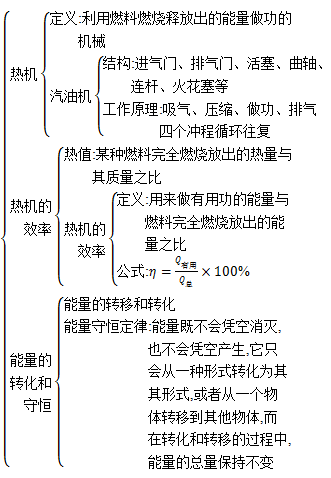 定义:利用燃料燃烧释放出的能量做功的
机械
热机
结构:进气门、排气门、活塞、曲轴、
连杆、火花塞等
汽油机
工作原理:吸气、压缩、做功、排气
四个冲程循环往复
热值:某种燃料完全燃烧放出的热量与
其质量之比
热机的
效率
定义:用来做有用功的能量与
燃料完全燃烧放出的能
量之比
热机的
效率
公式:η=Q有用/Q总×100%
能量的转移和转化
能量守恒定律:能量既不会凭空消灭,
也不会凭空产生,它只
会从一种形式转化为其
其形式,或者从一个物
体转移到其他物体,而
在转化和转移的过程中,
能量的总量保持不变
能量的
转化和
守恒